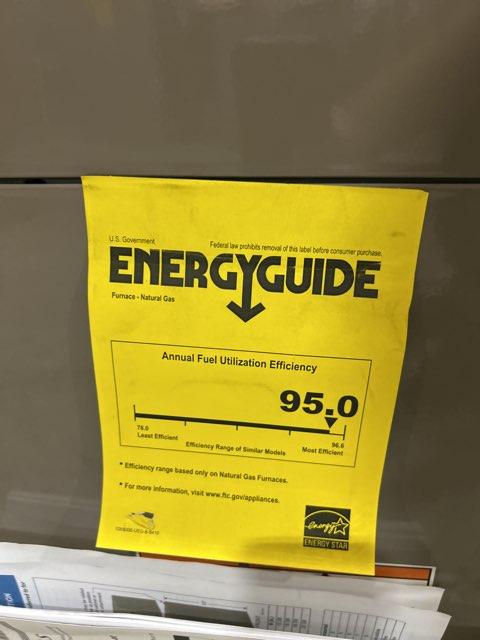 U.S. Government
Federal law prohibits removal of this label before consumer purchase.
ENERGYGUIDE
Furnace - Natural Gas
Annual Fuel Utilization Efficiency
95.0
78.0
96.6
Least Efficient
Most Efficient
Efficiency Range of Similar Models
* Efficiency range based only on Natural Gas Furnaces.
* For more information, visit www.ftc.gov/appliances.
energy
ENERGY STAR